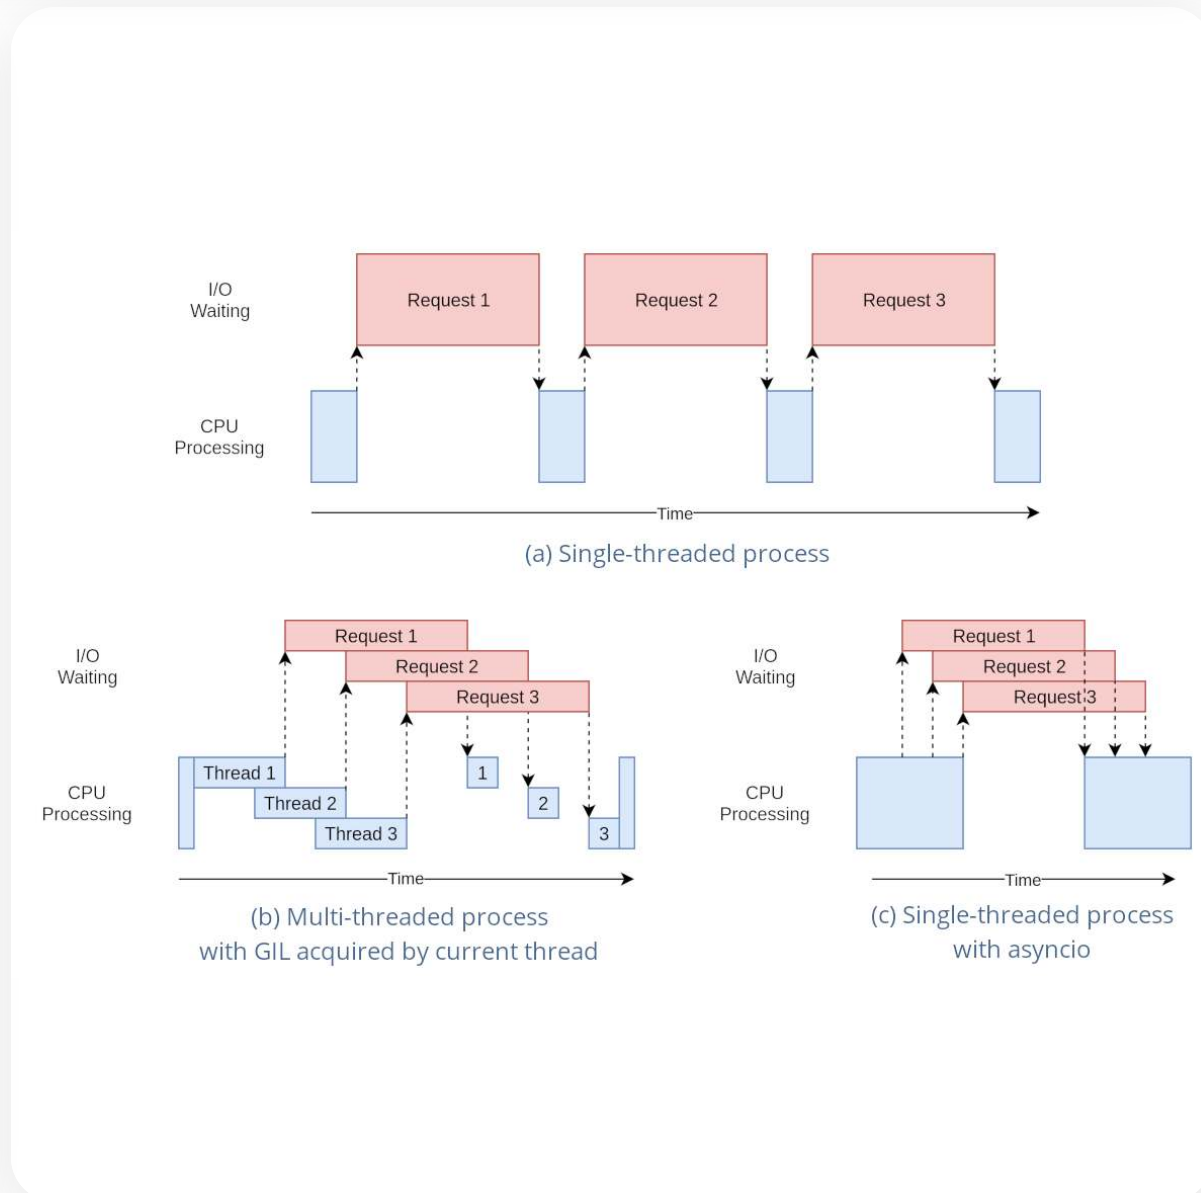 I/O
Waiting
Request 1
Request 2
Request 3
CPU
Processing
Time
(a) Single-threaded process
I/O
Waiting
Request 1
Request 2
Request 3
CPU
Processing
Thread 1
Thread 2
Thread 3
1
2
3
Time
(b) Multi-threaded process
with GIL acquired by current thread
I/O
Waiting
Request 1
Request 2
Request 3
CPU
Processing
Time
(c) Single-threaded process
with asyncio